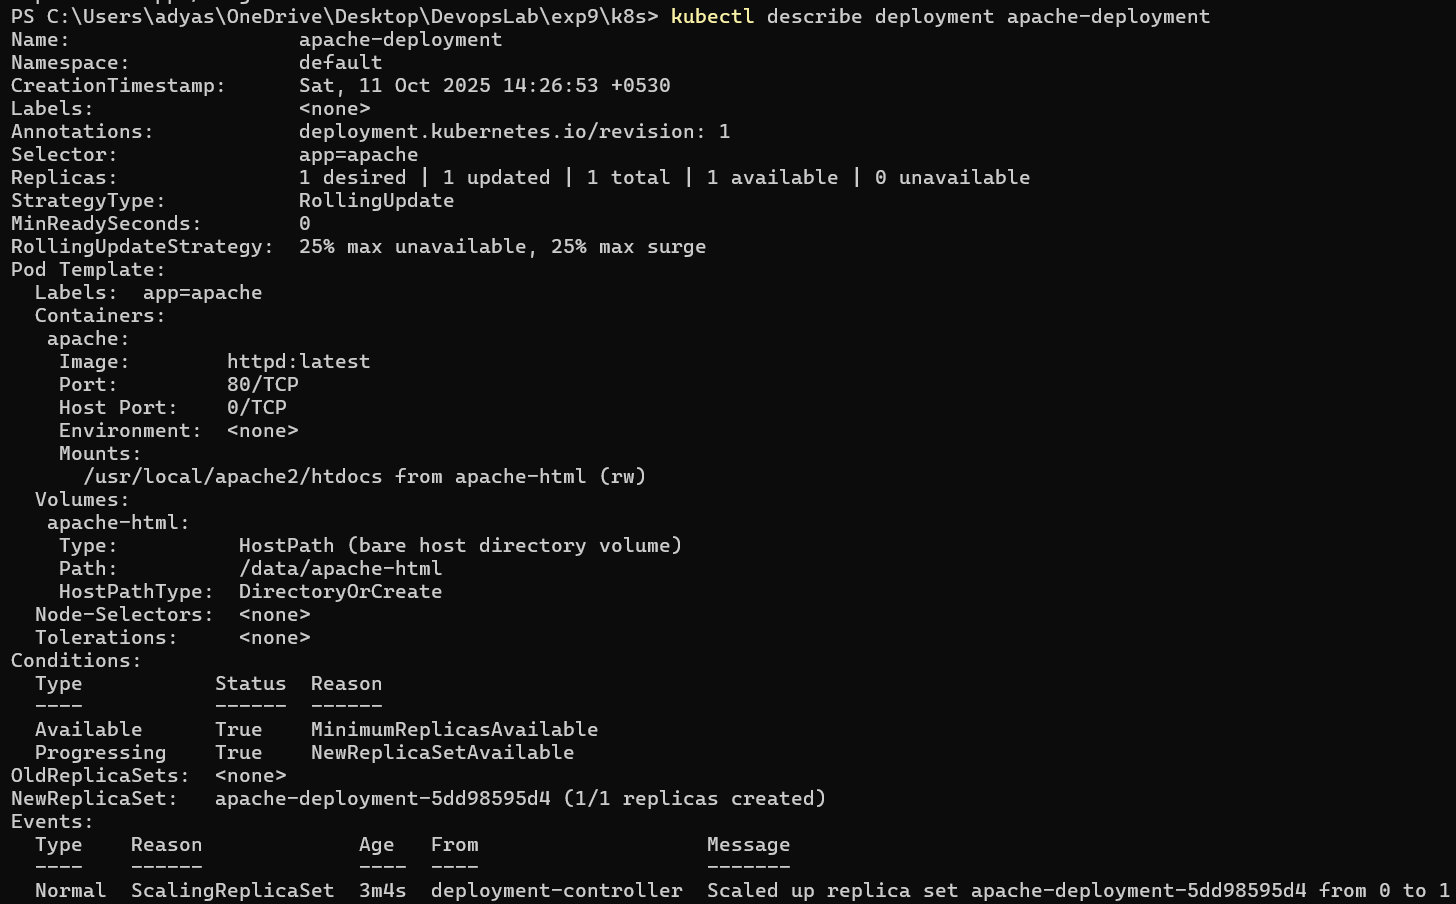 PS C:\Users\adyas\OneDrive\Desktop\DevopsLab\exp9\k8s> kubectl describe deployment apache-deployment
Name:                   apache-deployment
Namespace:              default
CreationTimestamp:      Sat, 11 Oct 2025 14:26:53 +0530
Labels:                 <none>
Annotations:            deployment.kubernetes.io/revision: 1
Selector:               app=apache
Replicas:               1 desired | 1 updated | 1 total | 1 available | 0 unavailable
StrategyType:           RollingUpdate
MinReadySeconds:        0
RollingUpdateStrategy:  25% max unavailable, 25% max surge
Pod Template:
  Labels:  app=apache
  Containers:
   apache:
    Image:        httpd:latest
    Port:         80/TCP
    Host Port:    0/TCP
    Environment:  <none>
    Mounts:
      /usr/local/apache2/htdocs from apache-html (rw)
  Volumes:
   apache-html:
    Type:          HostPath (bare host directory volume)
    Path:          /data/apache-html
    HostPathType:  DirectoryOrCreate
  Node-Selectors:  <none>
  Tolerations:     <none>
Conditions:
  Type           Status  Reason
  ----           ------  ------
  Available      True    MinimumReplicasAvailable
  Progressing    True    NewReplicaSetAvailable
OldReplicaSets:  <none>
NewReplicaSet:   apache-deployment-5dd98595d4 (1/1 replicas created)
Events:
  Type    Reason             Age   From                   Message
  ----    ------             ----  ----                   -------
  Normal  ScalingReplicaSet  3m4s  deployment-controller  Scaled up replica set apache-deployment-5dd98595d4 from 0 to 1